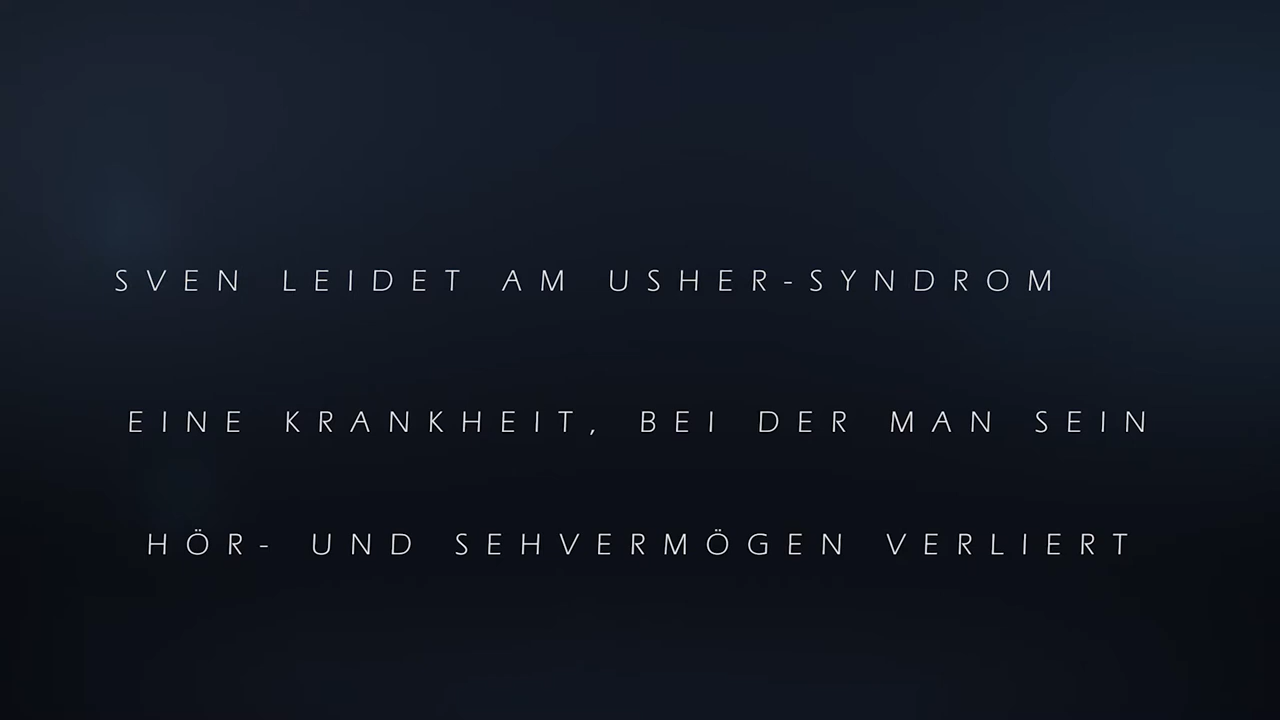 SVEN LEIDET AM USHER-SYNDROM
EINE KRANKHEIT, BEI DER MAN SEIN
HÖR- UND SEHVERMÖGEN VERLIERT